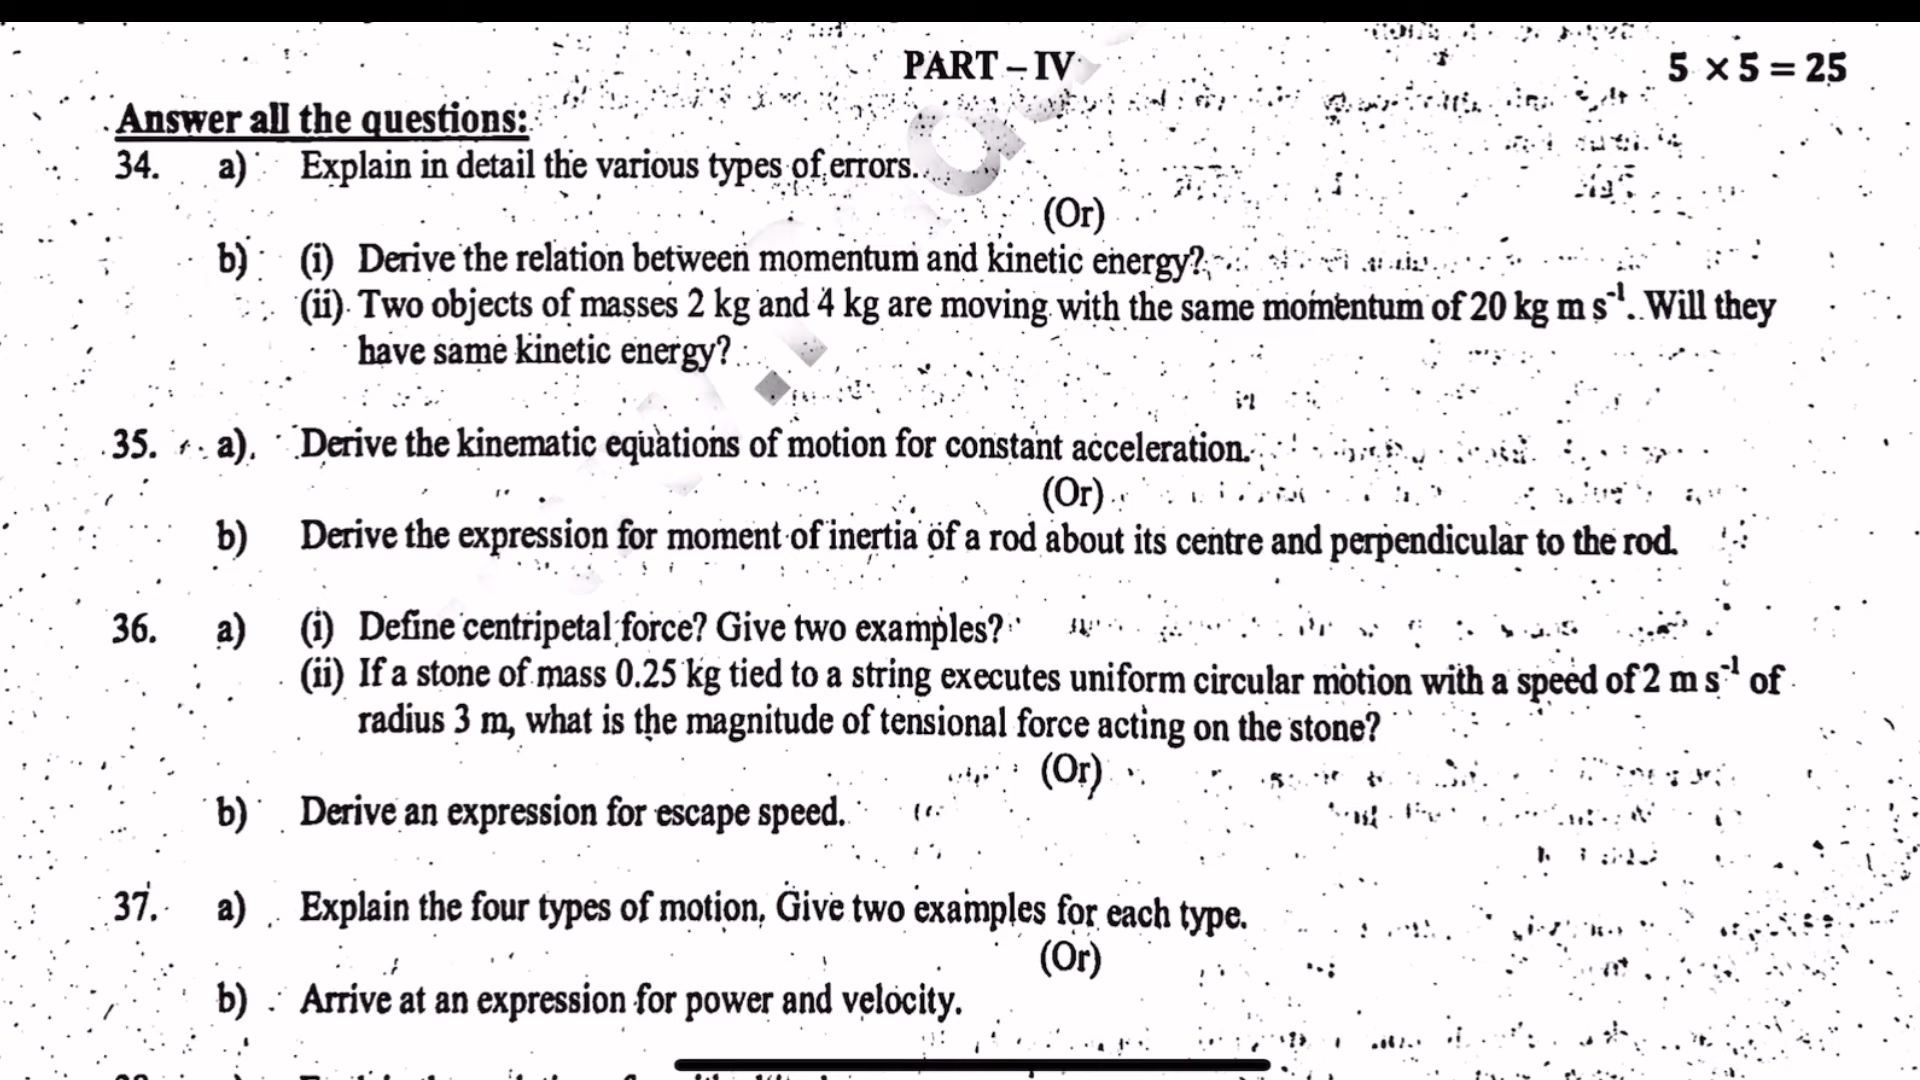 PART – IV
5 × 5 = 25
Answer all the questions:
34. a) Explain in detail the various types of errors.
(Or)
b) (i) Derive the relation between momentum and kinetic energy?
(ii) Two objects of masses 2 kg and 4 kg are moving with the same momentum of 20 kg m s⁻¹. Will they
have same kinetic energy?
35. a) Derive the kinematic equations of motion for constant acceleration.
(Or)
b) Derive the expression for moment of inertia of a rod about its centre and perpendicular to the rod.
36. a) (i) Define centripetal force? Give two examples?
(ii) If a stone of mass 0.25 kg tied to a string executes uniform circular motion with a speed of 2 m s⁻¹ of
radius 3 m, what is the magnitude of tensional force acting on the stone?
(Or)
b) Derive an expression for escape speed.
37. a) Explain the four types of motion. Give two examples for each type.
(Or)
b) Arrive at an expression for power and velocity.